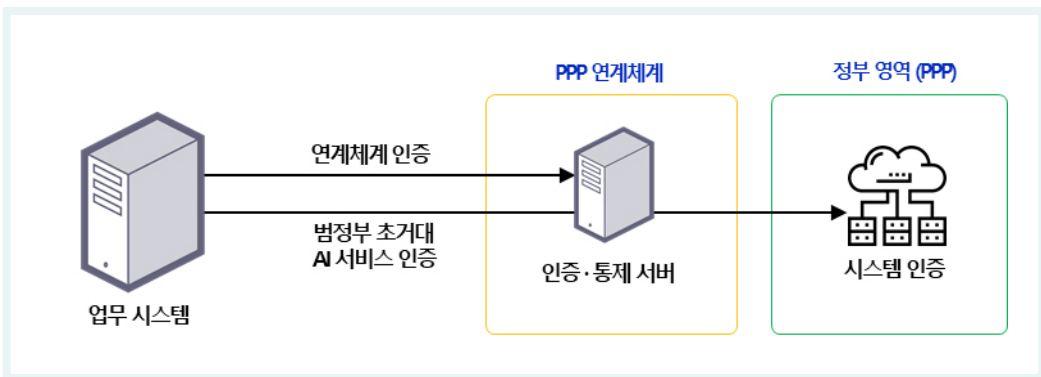 PPP 연계체계
정부 영역 (PPP)
연계체계 인증
범정부 초거대
AI 서비스 인증
업무 시스템
인증·통제 서버
시스템 인증